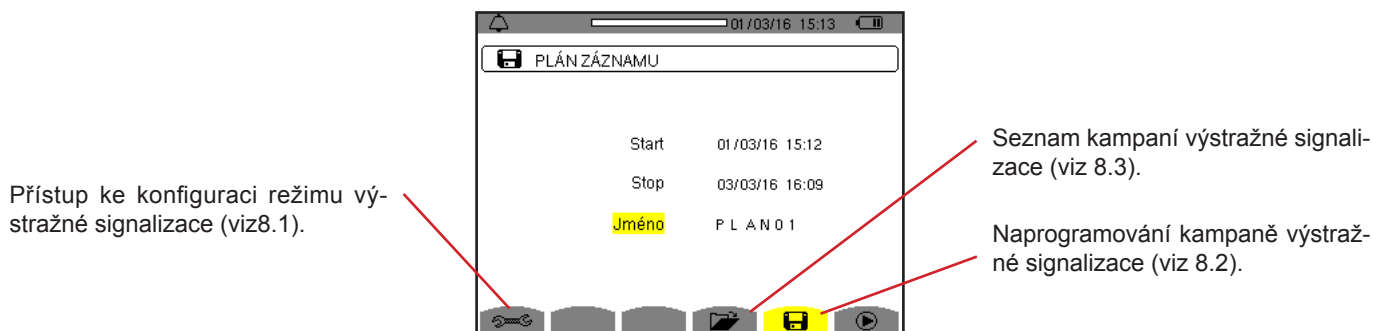 01/03/16 15:13
PLÁN ZÁZNAMU
Start 01/03/16 15:12
Stop 03/03/16 16:09
Jméno PLAN01
Přístup ke konfiguraci režimu vý-
stražné signalizace (viz8.1).
Seznam kampaní výstražné signali-
zace (viz 8.3).
Naprogramování kampaně výstraž-
né signalizace (viz 8.2).